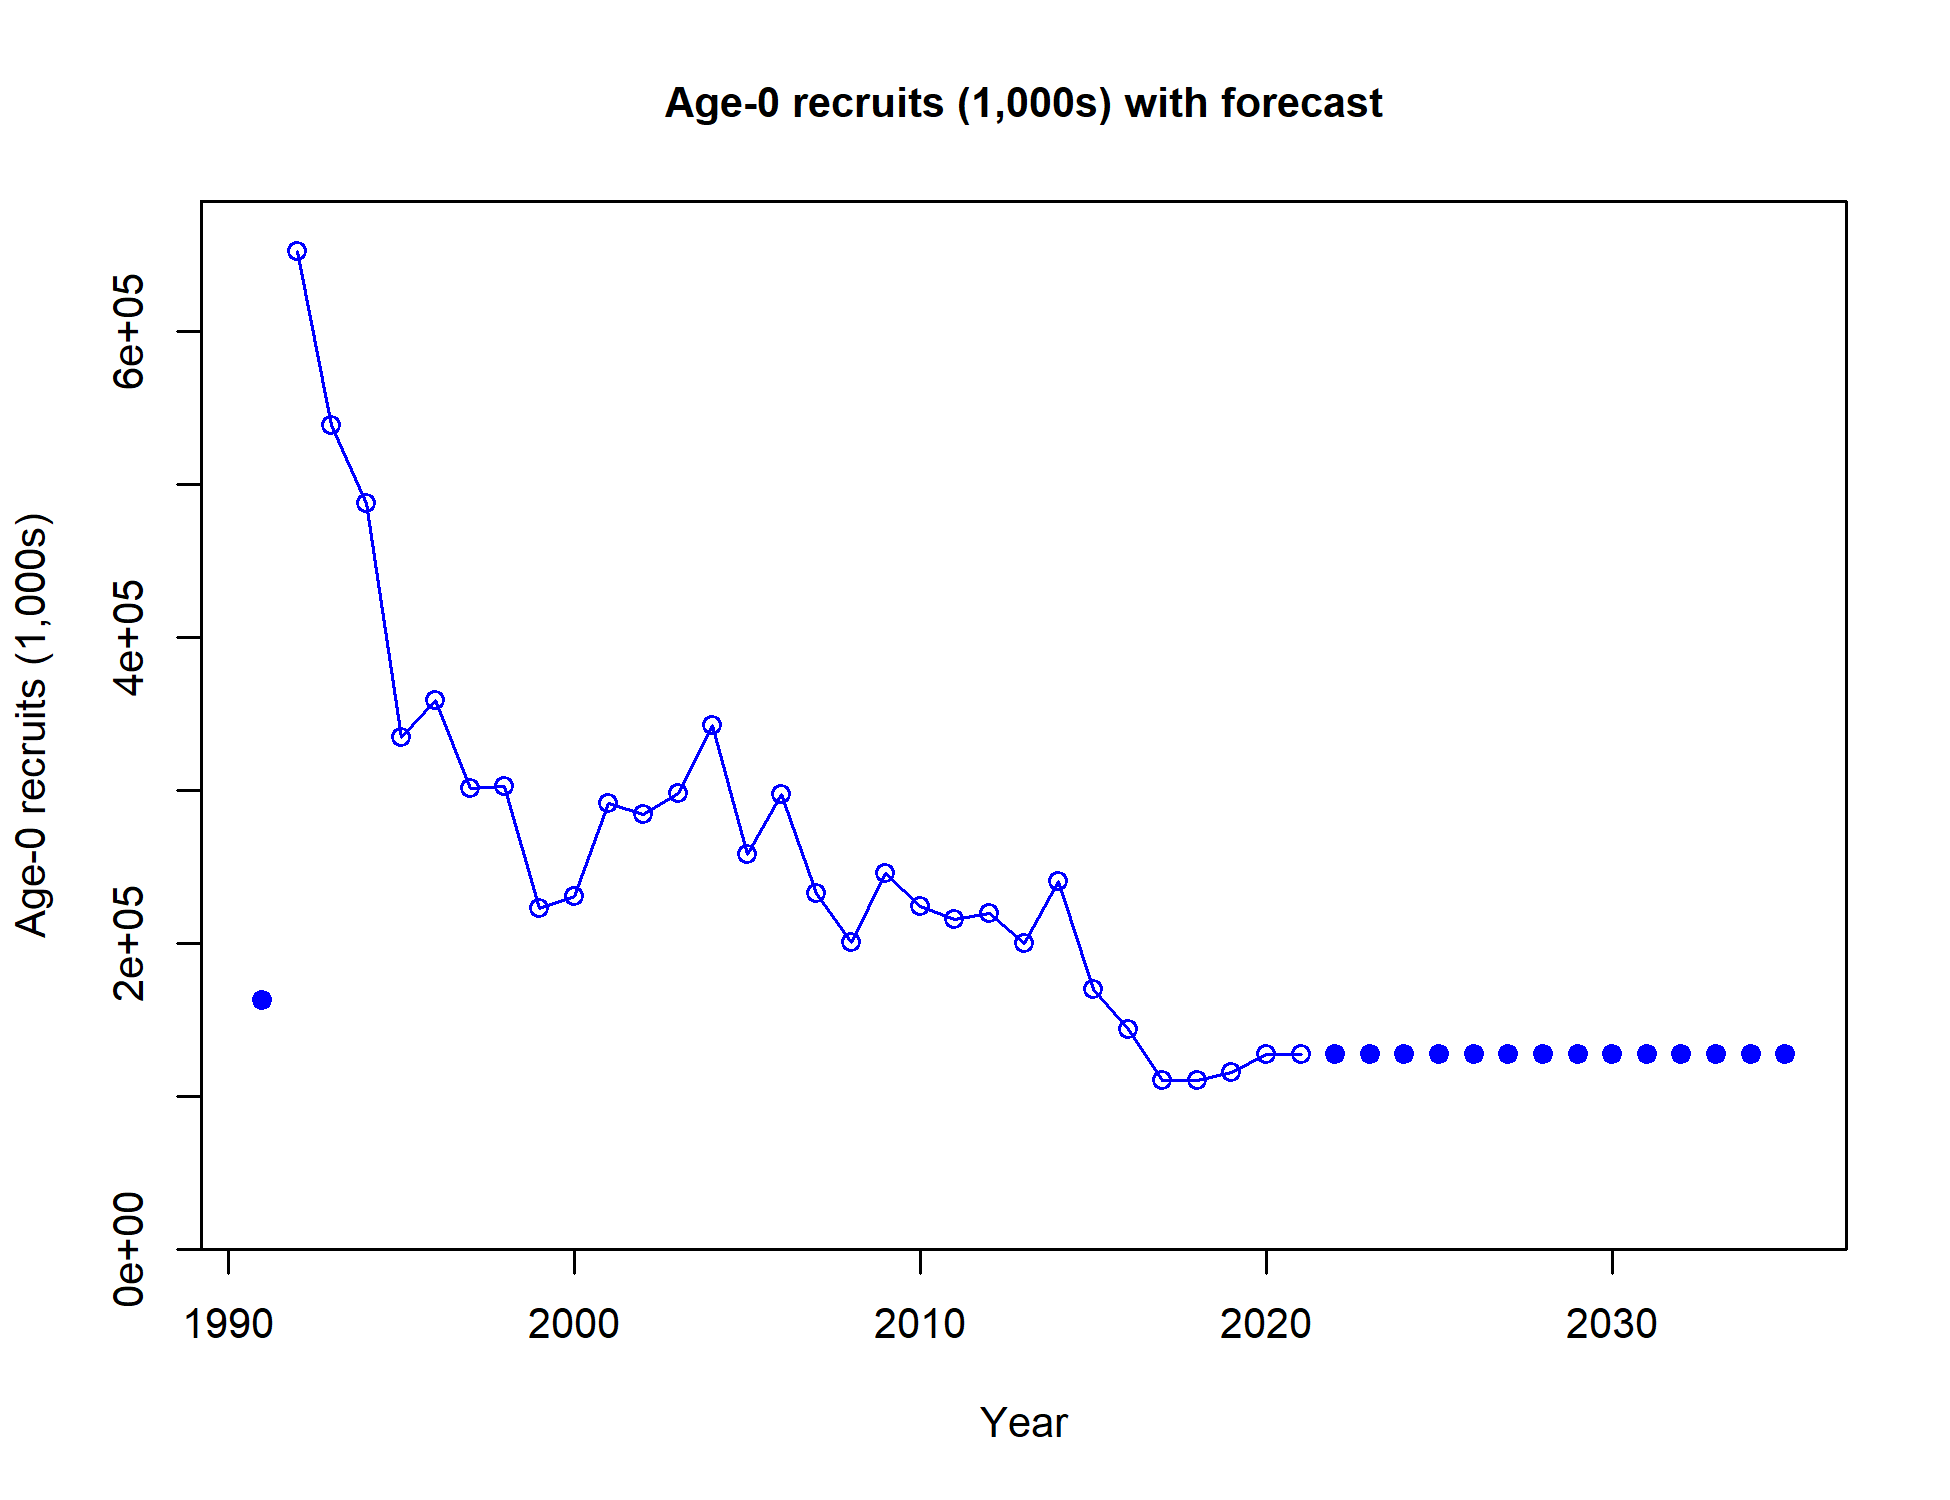 Age-0 recruits (1,000s) with forecast
Age-0 recruits (1,000s)
6e+05
4e+05
2e+05
0e+00
1990 2000 2010 2020 2030
Year